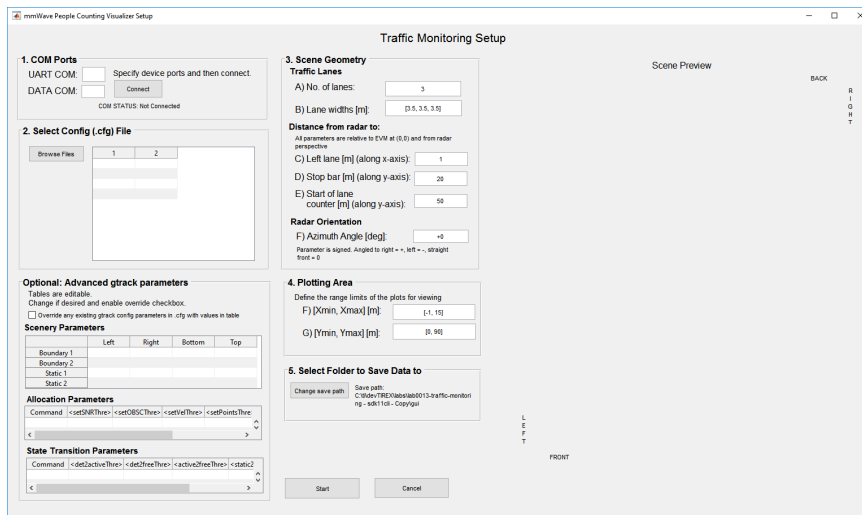 mmWave People Counting Visualizer Setup
Traffic Monitoring Setup
1. COM Ports
UART COM:
DATA COM:
Specify device ports and then connect.
Connect
COM STATUS: Not Connected
2. Select Config (.cfg) File
Browse Files
1 2
Optional: Advanced gtrack parameters
Tables are editable.
Change if desired and enable override checkbox.
Override any existing gtrack config parameters in .cfg with values in table
Scenery Parameters
Left Right Bottom Top
Boundary 1
Boundary 2
Static 1
Static 2
Allocation Parameters
Command <setSNRThre> <setOBSCThre> <setVelThre> <setPointsThre
State Transition Parameters
Command <det2activeThre> <det2freeThre> <active2freeThre> <static2
3. Scene Geometry
Traffic Lanes
A) No. of lanes: 3
B) Lane widths [m]: [3.5, 3.5, 3.5]
Distance from radar to:
All parameters are relative to EVM at (0,0) and from radar
perspective
C) Left lane [m] (along x-axis): 1
D) Stop bar [m] (along y-axis): 20
E) Start of lane
counter [m] (along y-axis): 50
Radar Orientation
F) Azimuth Angle [deg]: +0
Parameter is signed. Angled to right = +, left = -, straight
front = 0
4. Plotting Area
Define the range limits of the plots for viewing
F) [Xmin, Xmax] [m]: [-1, 15]
G) [Ymin, Ymax] [m]: [0, 90]
5. Select Folder to Save Data to
Change save path
Save path:
C:\ti\devTIREX\labs\lab0013-traffic-monitori
ng - sdk11cli - Copy\gui
Start
Cancel
Scene Preview
BACK
RIGHT
LEFT
FRONT